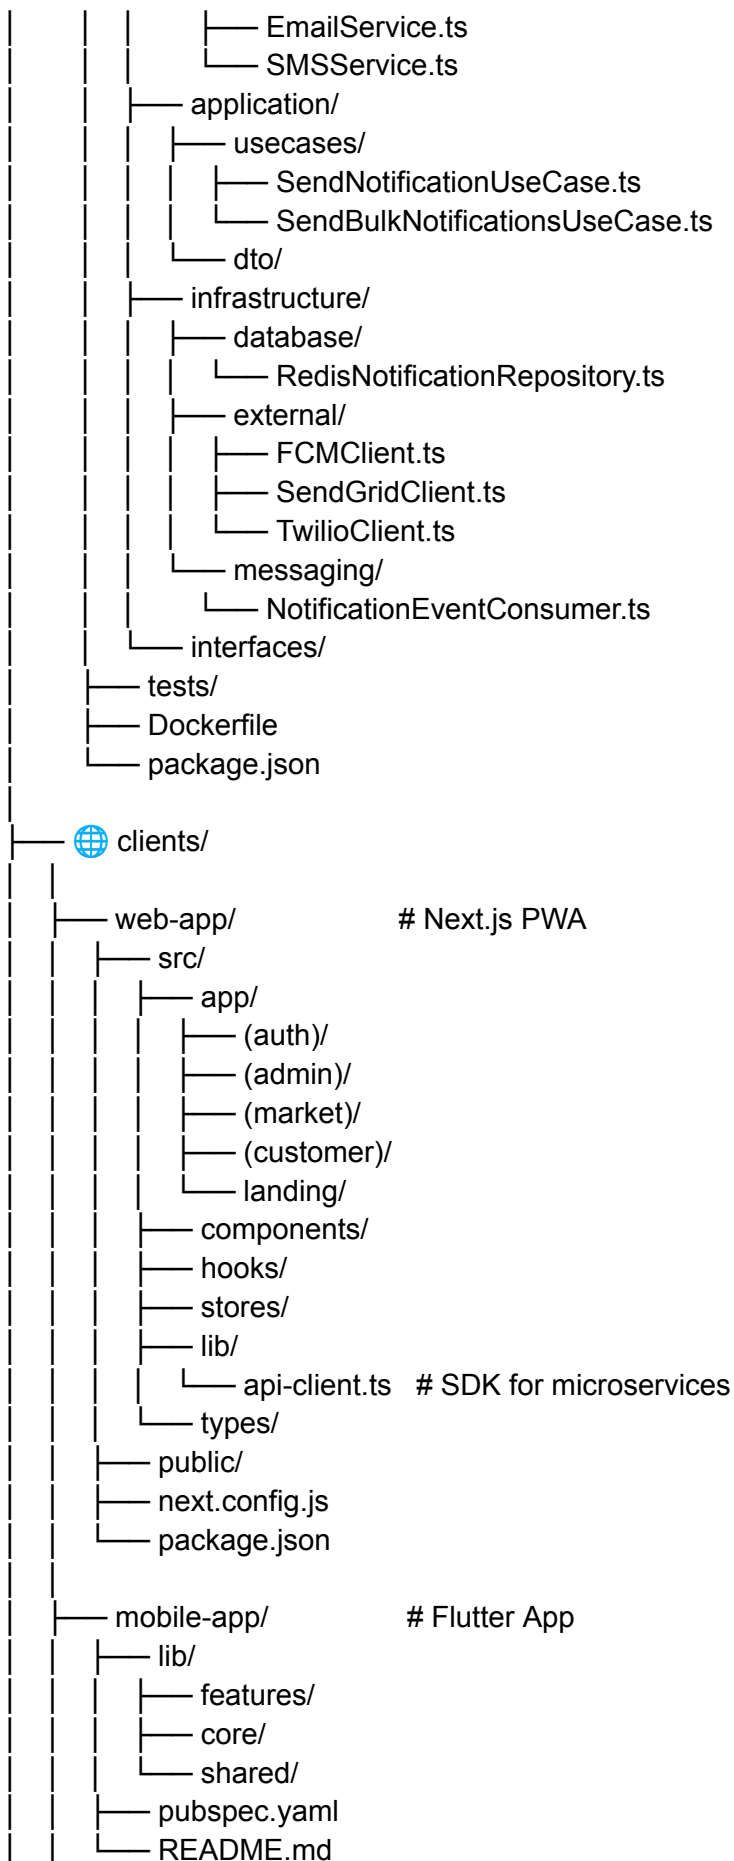 │ │ │ ├── EmailService.ts
│ │ │ └── SMSService.ts
│ │ ├── application/
│ │ │ ├── usecases/
│ │ │ │ ├── SendNotificationUseCase.ts
│ │ │ │ └── SendBulkNotificationsUseCase.ts
│ │ │ └── dto/
│ │ ├── infrastructure/
│ │ │ ├── database/
│ │ │ │ └── RedisNotificationRepository.ts
│ │ │ ├── external/
│ │ │ │ ├── FCMClient.ts
│ │ │ │ ├── SendGridClient.ts
│ │ │ │ └── TwilioClient.ts
│ │ │ └── messaging/
│ │ │ └── NotificationEventConsumer.ts
│ │ └── interfaces/
│ ├── tests/
│ ├── Dockerfile
│ └── package.json
│
├── 🌐 clients/
│ │
│ ├── web-app/ # Next.js PWA
│ │ ├── src/
│ │ │ ├── app/
│ │ │ │ ├── (auth)/
│ │ │ │ ├── (admin)/
│ │ │ │ ├── (market)/
│ │ │ │ ├── (customer)/
│ │ │ │ └── landing/
│ │ │ ├── components/
│ │ │ ├── hooks/
│ │ │ ├── stores/
│ │ │ ├── lib/
│ │ │ │ └── api-client.ts # SDK for microservices
│ │ │ └── types/
│ │ ├── public/
│ │ ├── next.config.js
│ │ └── package.json
│ │
│ ├── mobile-app/ # Flutter App
│ │ ├── lib/
│ │ │ ├── features/
│ │ │ ├── core/
│ │ │ └── shared/
│ │ ├── pubspec.yaml
│ │ └── README.md